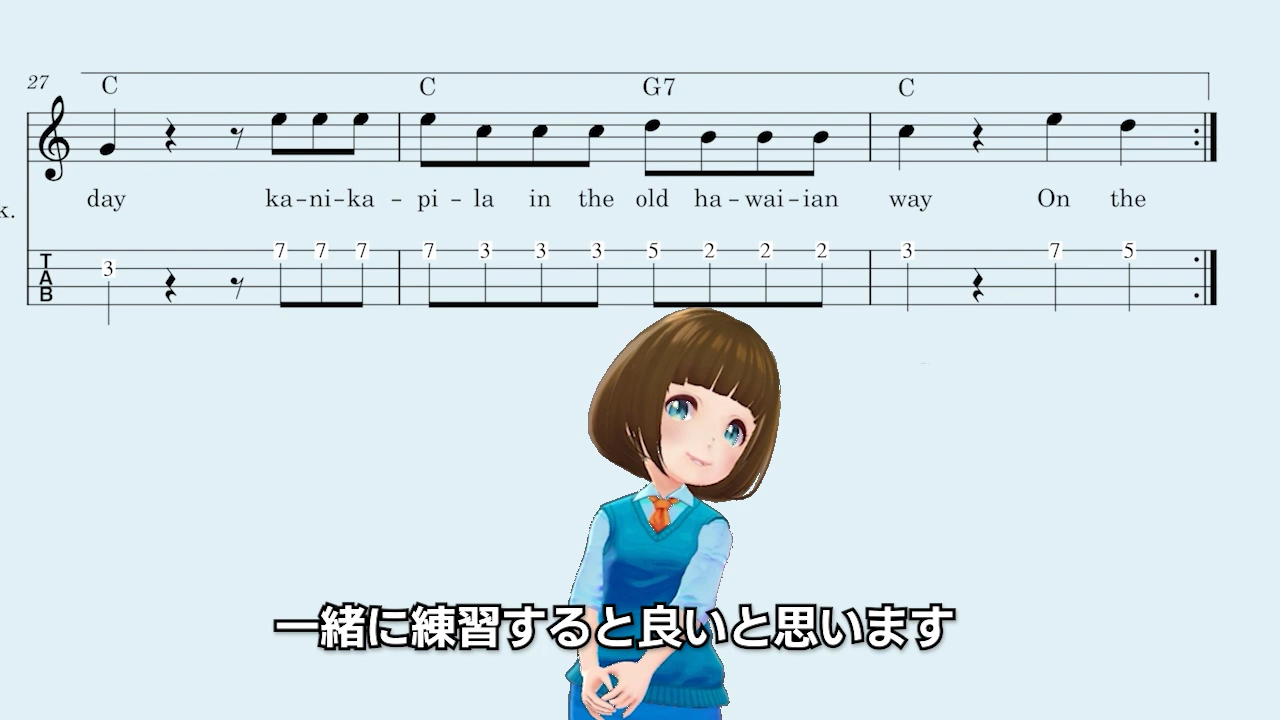 27 C C G7 C
day ka-ni-ka - pi - la in the old ha-wai-ian way On the
k.
TAB 3 7 7 7 7 3 3 3 5 2 2 2 3 7 5
一緒に練習すると良いと思います